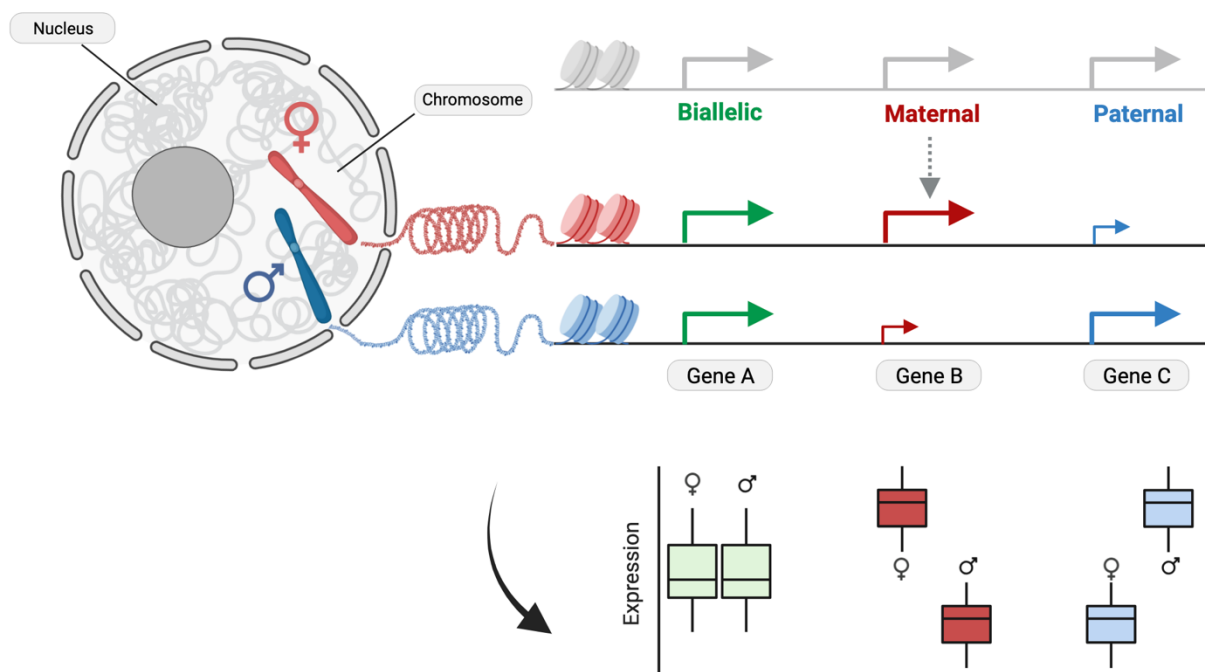 Nucleus
Chromosome
Biallelic
Maternal
Paternal
♀
♂
Gene A
Gene B
Gene C
Expression
♀
♂
♀
♂
♀
♂